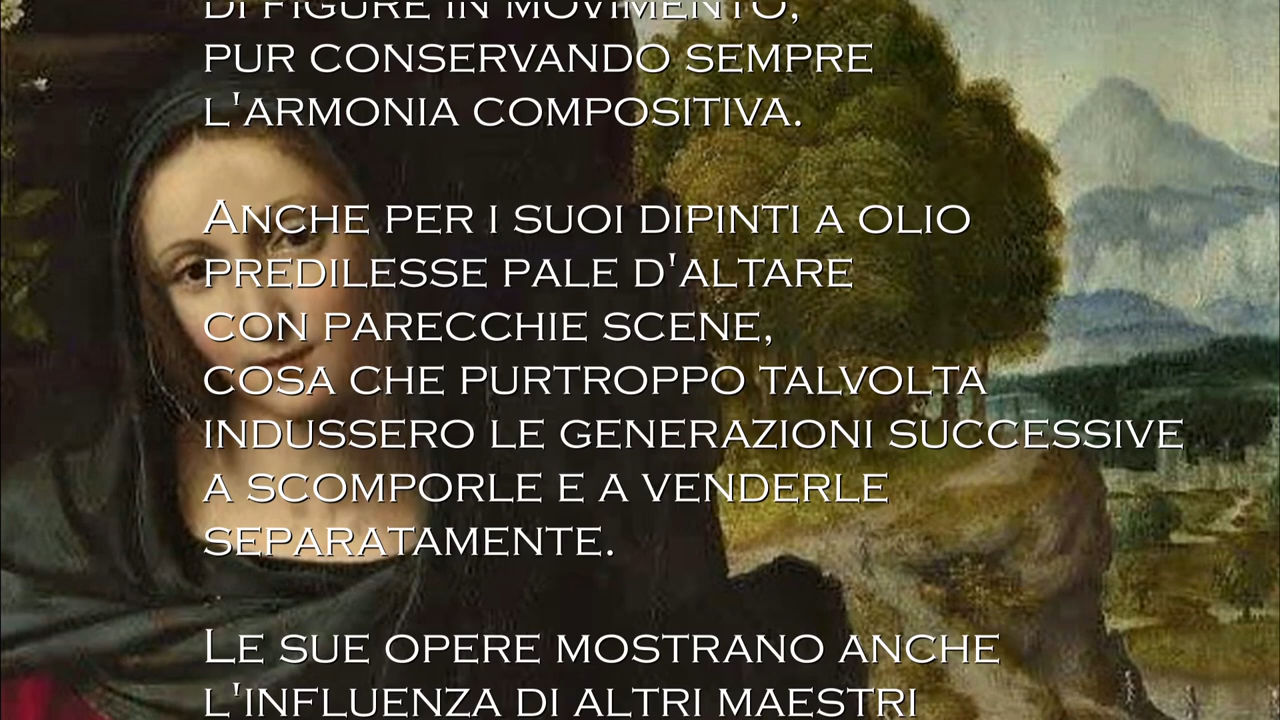 DI FIGURE IN MOVIMENTO,
PUR CONSERVANDO SEMPRE
L'ARMONIA COMPOSITIVA.
ANCHE PER I SUOI DIPINTI A OLIO
PREDILESSE PALE D'ALTARE
CON PARECCHIE SCENE,
COSA CHE PURTROPPO TALVOLTA
INDUSSERO LE GENERAZIONI SUCCESSIVE
A SCOMPORLE E A VENDERLE
SEPARATAMENTE.
LE SUE OPERE MOSTRANO ANCHE
L'INFLUENZA DI ALTRI MAESTRI